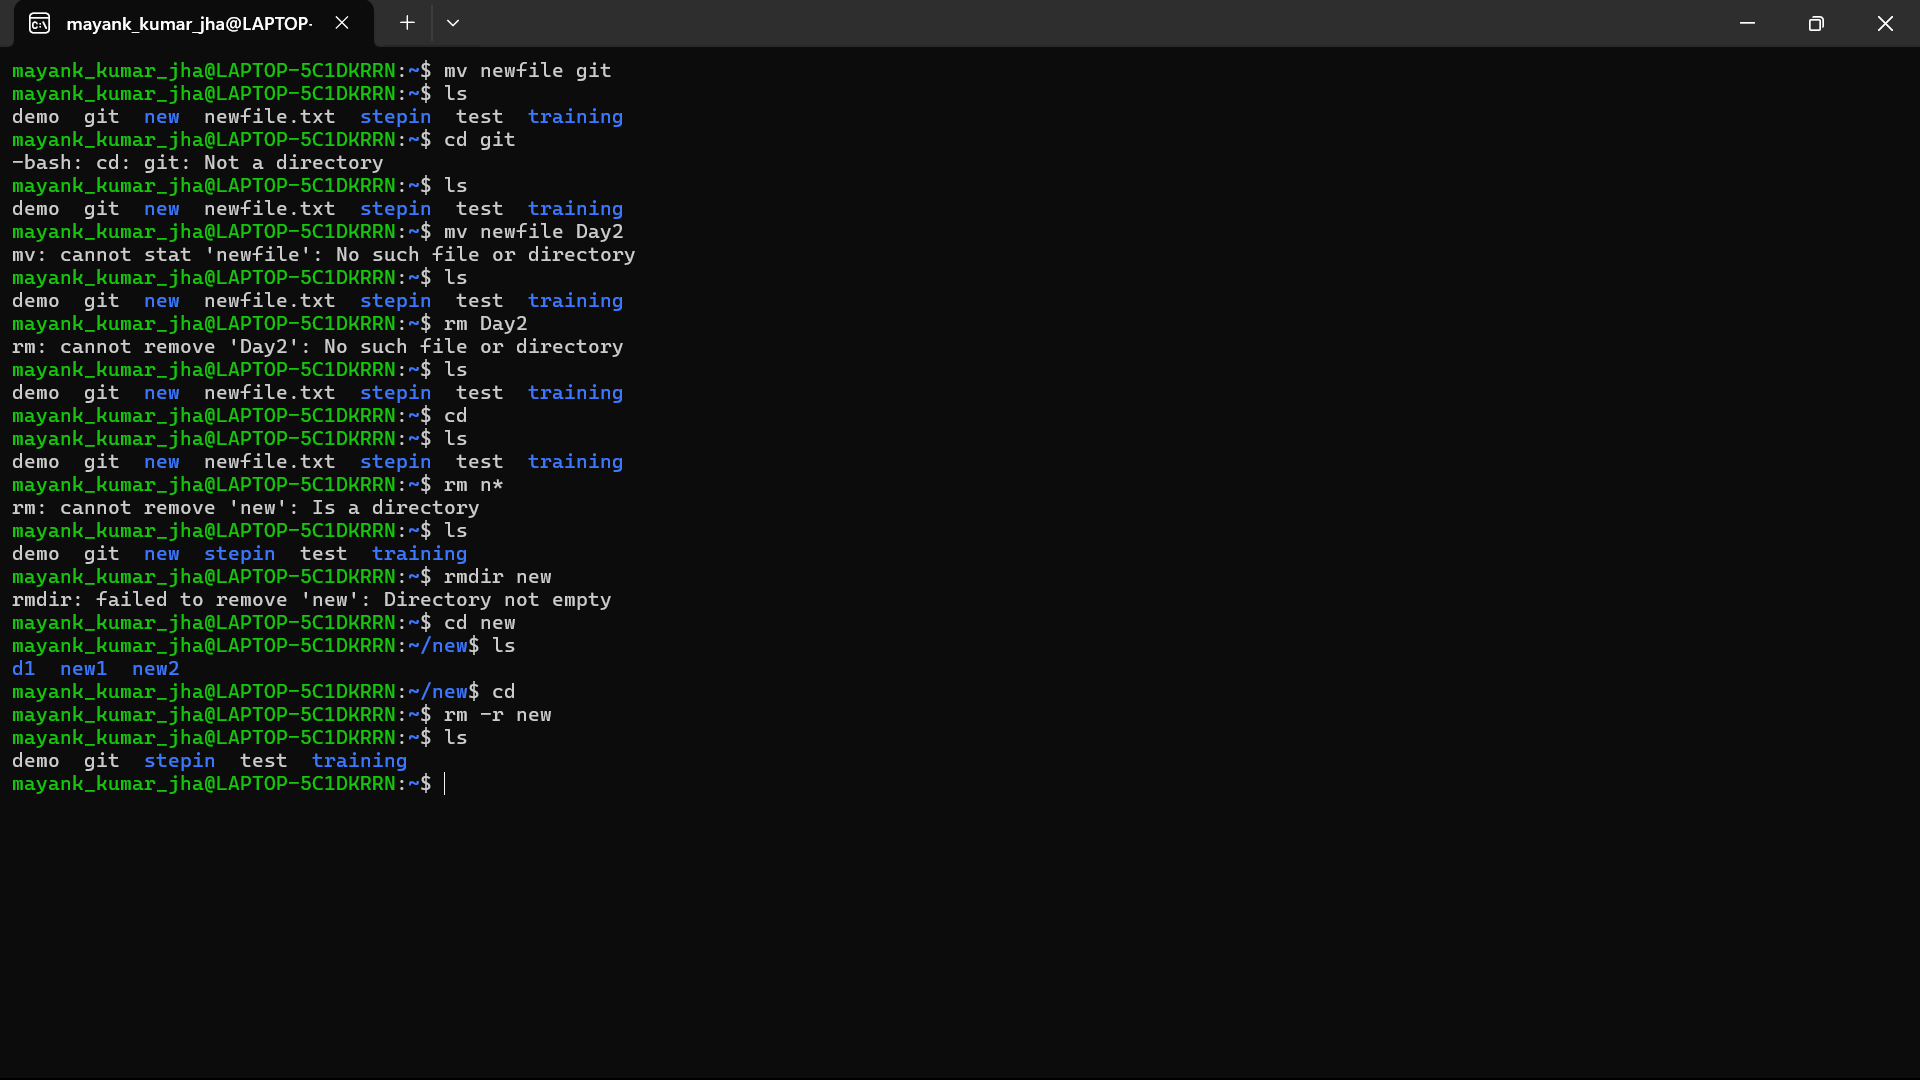 mayank_kumar_jha@LAPTOP-
mayank_kumar_jha@LAPTOP-5C1DKRRN:~$ mv newfile git
mayank_kumar_jha@LAPTOP-5C1DKRRN:~$ ls
demo  git  new  newfile.txt  stepin  test  training
mayank_kumar_jha@LAPTOP-5C1DKRRN:~$ cd git
-bash: cd: git: Not a directory
mayank_kumar_jha@LAPTOP-5C1DKRRN:~$ ls
demo  git  new  newfile.txt  stepin  test  training
mayank_kumar_jha@LAPTOP-5C1DKRRN:~$ mv newfile Day2
mv: cannot stat 'newfile': No such file or directory
mayank_kumar_jha@LAPTOP-5C1DKRRN:~$ ls
demo  git  new  newfile.txt  stepin  test  training
mayank_kumar_jha@LAPTOP-5C1DKRRN:~$ rm Day2
rm: cannot remove 'Day2': No such file or directory
mayank_kumar_jha@LAPTOP-5C1DKRRN:~$ ls
demo  git  new  newfile.txt  stepin  test  training
mayank_kumar_jha@LAPTOP-5C1DKRRN:~$ cd
mayank_kumar_jha@LAPTOP-5C1DKRRN:~$ ls
demo  git  new  newfile.txt  stepin  test  training
mayank_kumar_jha@LAPTOP-5C1DKRRN:~$ rm n*
rm: cannot remove 'new': Is a directory
mayank_kumar_jha@LAPTOP-5C1DKRRN:~$ ls
demo  git  new  stepin  test  training
mayank_kumar_jha@LAPTOP-5C1DKRRN:~$ rmdir new
rmdir: failed to remove 'new': Directory not empty
mayank_kumar_jha@LAPTOP-5C1DKRRN:~$ cd new
mayank_kumar_jha@LAPTOP-5C1DKRRN:~/new$ ls
d1  new1  new2
mayank_kumar_jha@LAPTOP-5C1DKRRN:~/new$ cd
mayank_kumar_jha@LAPTOP-5C1DKRRN:~$ rm -r new
mayank_kumar_jha@LAPTOP-5C1DKRRN:~$ ls
demo  git  stepin  test  training
mayank_kumar_jha@LAPTOP-5C1DKRRN:~$